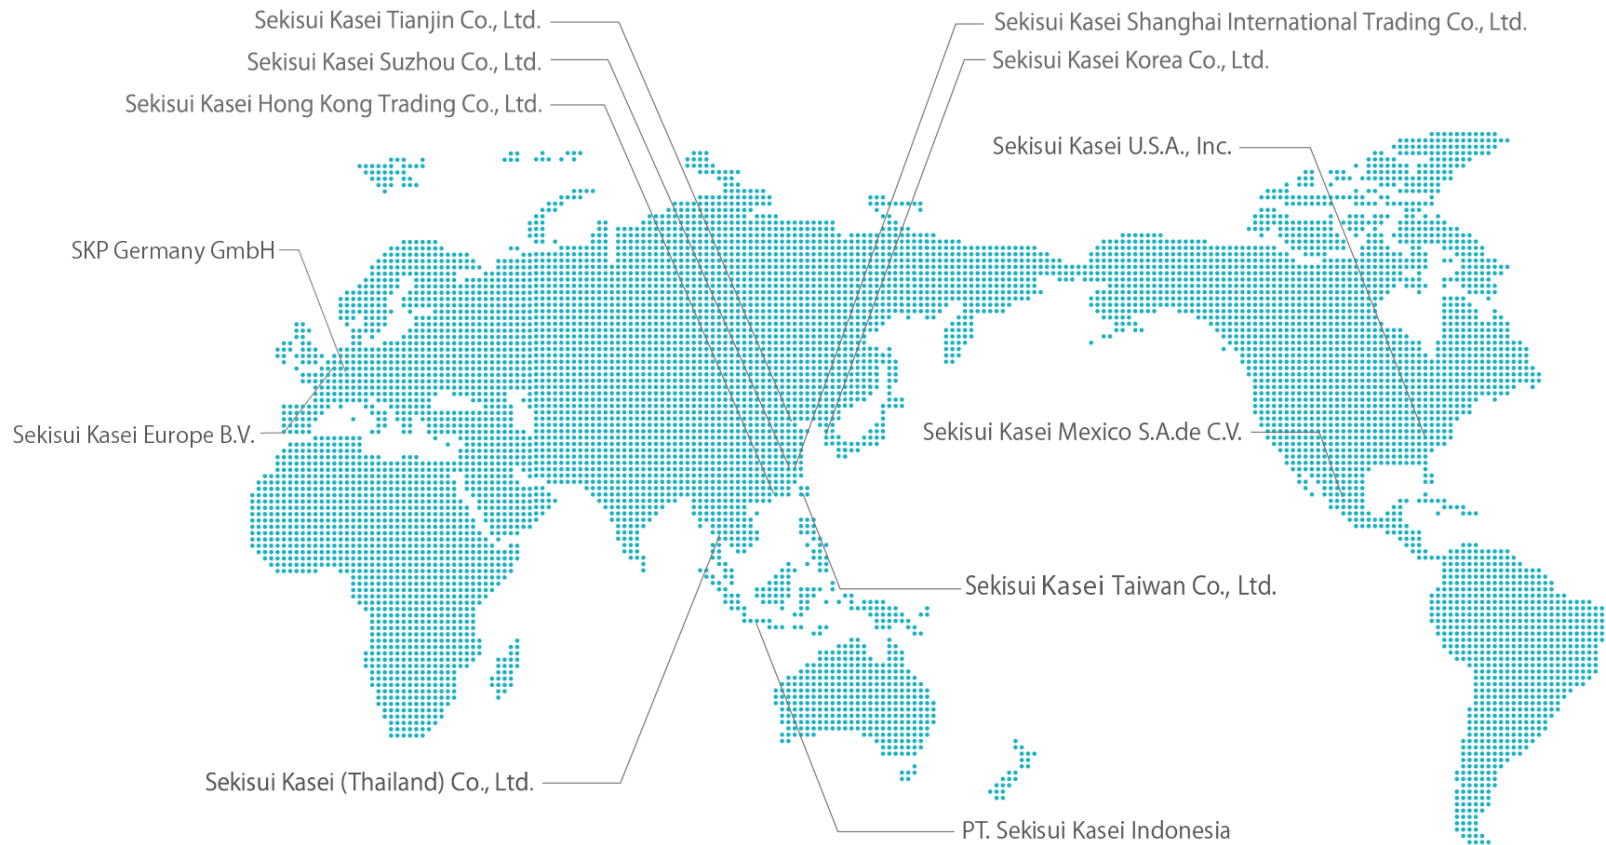 Sekisui Kasei Tianjin Co., Ltd.
Sekisui Kasei Shanghai International Trading Co., Ltd.
Sekisui Kasei Suzhou Co., Ltd.
Sekisui Kasei Korea Co., Ltd.
Sekisui Kasei Hong Kong Trading Co., Ltd.
Sekisui Kasei U.S.A., Inc.
SKP Germany GmbH
Sekisui Kasei Europe B.V.
Sekisui Kasei Mexico S.A.de C.V.
Sekisui Kasei Taiwan Co., Ltd.
Sekisui Kasei (Thailand) Co., Ltd.
PT. Sekisui Kasei Indonesia